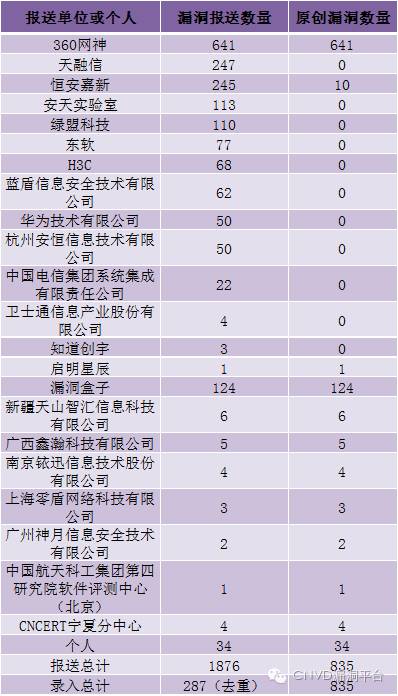 报送单位或个人 漏洞报送数量 原创漏洞数量
360网神 641 641
天融信 247 0
恒安嘉新 245 10
安天实验室 113 0
绿盟科技 110 0
东软 77 0
H3C 68 0
蓝盾信息安全技术有限
公司 62 0
华为技术有限公司 50 0
杭州安恒信息技术有限
公司 50 0
中国电信集团系统集成
有限责任公司 22 0
卫士通信息产业股份有
限公司 4 0
知道创宇 3 0
启明星辰 1 1
漏洞盒子 124 124
新疆天山智汇信息科技
有限公司 6 6
广西鑫瀚科技有限公司 5 5
南京铱迅信息技术股份
有限公司 4 4
上海零盾网络科技有限
公司 3 3
广州神月信息安全技术
有限公司 2 2
中国航天科工集团第四
研究院软件评测中心
（北京） 1 1
CNCERT宁夏分中心 4 4
个人 34 34
报送总计 1876 835
录入总计 287（去重） 835
CNVD漏洞平台